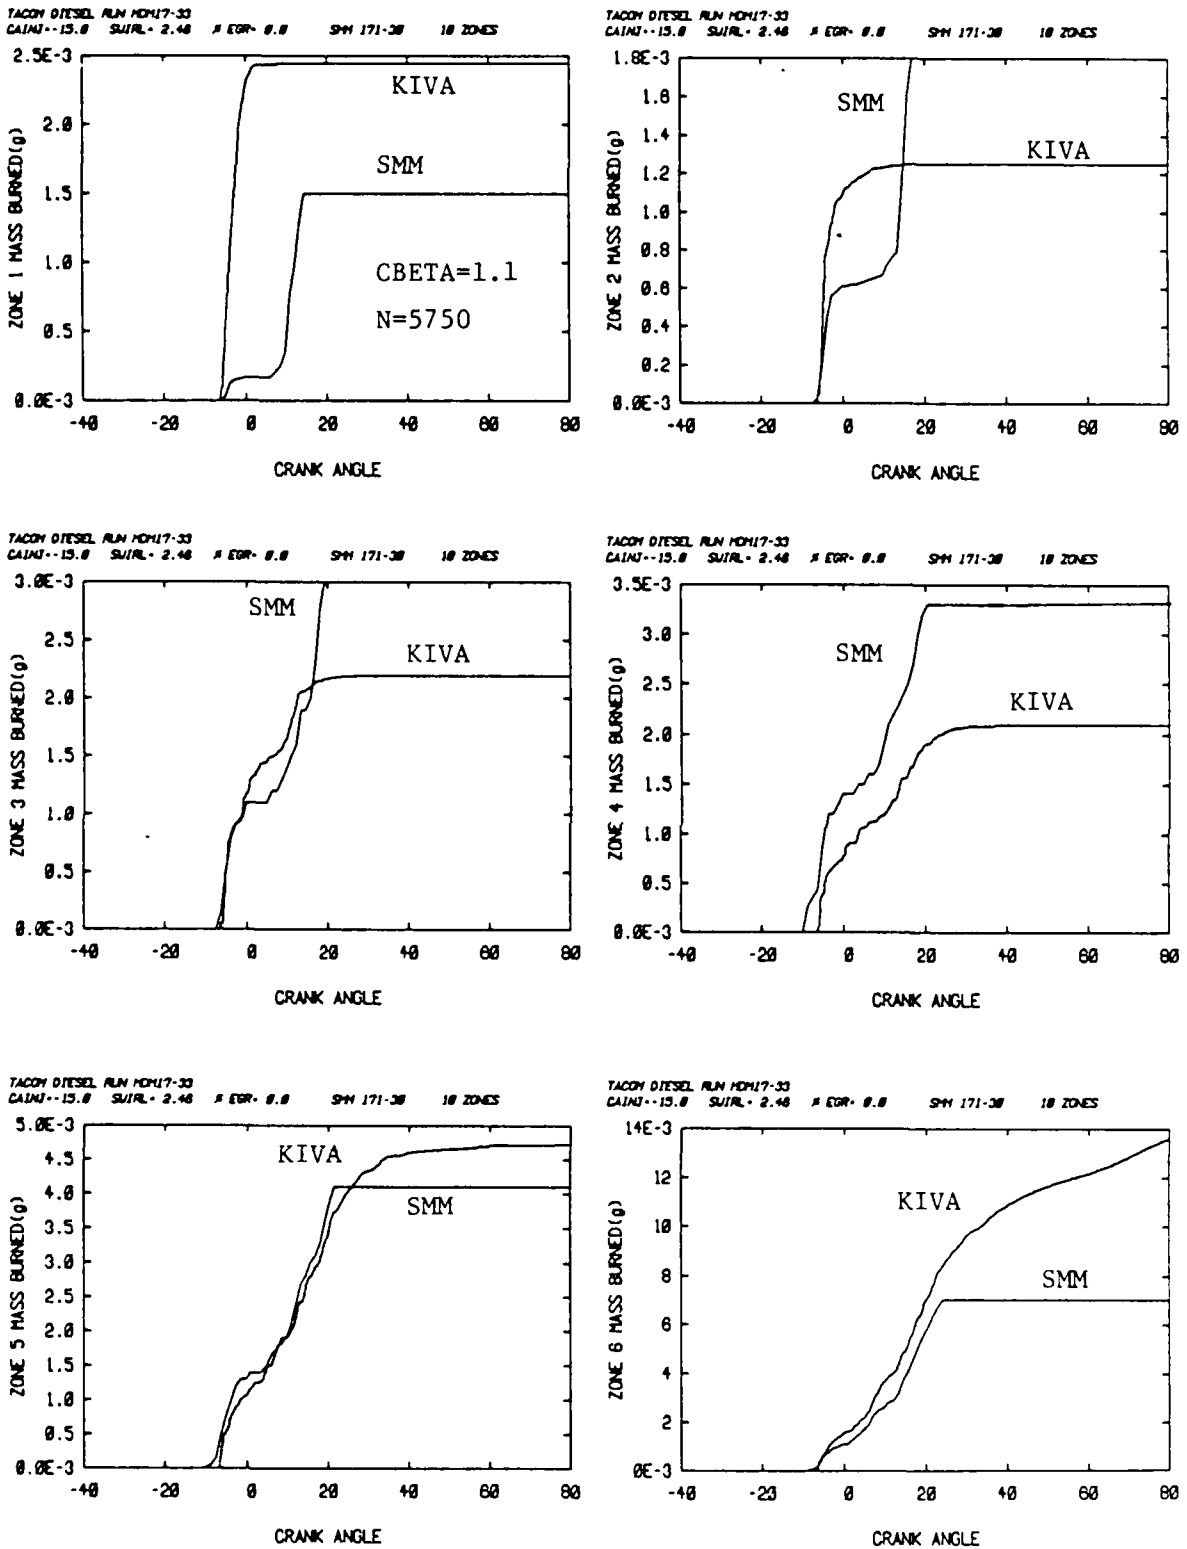 TACOM DIESEL RUN MDM17-33
CAINJ=-15.0 SWIRL= 2.46 % EGR= 0.0 SMM 171-30 10 ZONES
2.5E-3
2.0
1.5
1.0
0.5
0.0E-3
ZONE 1 MASS BURNED(g)
KIVA
SMM
CBETA=1.1
N=5750
-40 -20 0 20 40 60 80
CRANK ANGLE
TACOM DIESEL RUN MDM17-33
CAINJ=-15.0 SWIRL= 2.46 % EGR= 0.0 SMM 171-30 10 ZONES
1.8E-3
1.6
1.4
1.2
1.0
0.8
0.6
0.4
0.2
0.0E-3
ZONE 2 MASS BURNED(g)
SMM
KIVA
-40 -20 0 20 40 60 80
CRANK ANGLE
TACOM DIESEL RUN MDM17-33
CAINJ=-15.0 SWIRL= 2.46 % EGR= 0.0 SMM 171-30 10 ZONES
3.0E-3
2.5
2.0
1.5
1.0
0.5
0.0E-3
ZONE 3 MASS BURNED(g)
SMM
KIVA
-40 -20 0 20 40 60 80
CRANK ANGLE
TACOM DIESEL RUN MDM17-33
CAINJ=-15.0 SWIRL= 2.46 % EGR= 0.0 SMM 171-30 10 ZONES
3.5E-3
3.0
2.5
2.0
1.5
1.0
0.5
0.0E-3
ZONE 4 MASS BURNED(g)
SMM
KIVA
-40 -20 0 20 40 60 80
CRANK ANGLE
TACOM DIESEL RUN MDM17-33
CAINJ=-15.0 SWIRL= 2.46 % EGR= 0.0 SMM 171-30 10 ZONES
5.0E-3
4.5
4.0
3.5
3.0
2.5
2.0
1.5
1.0
0.5
0.0E-3
ZONE 5 MASS BURNED(g)
KIVA
SMM
-40 -20 0 20 40 60 80
CRANK ANGLE
TACOM DIESEL RUN MDM17-33
CAINJ=-15.0 SWIRL= 2.46 % EGR= 0.0 SMM 171-30 10 ZONES
14E-3
12
10
8
6
4
2
0E-3
ZONE 6 MASS BURNED(g)
KIVA
SMM
-40 -20 0 20 40 60 80
CRANK ANGLE